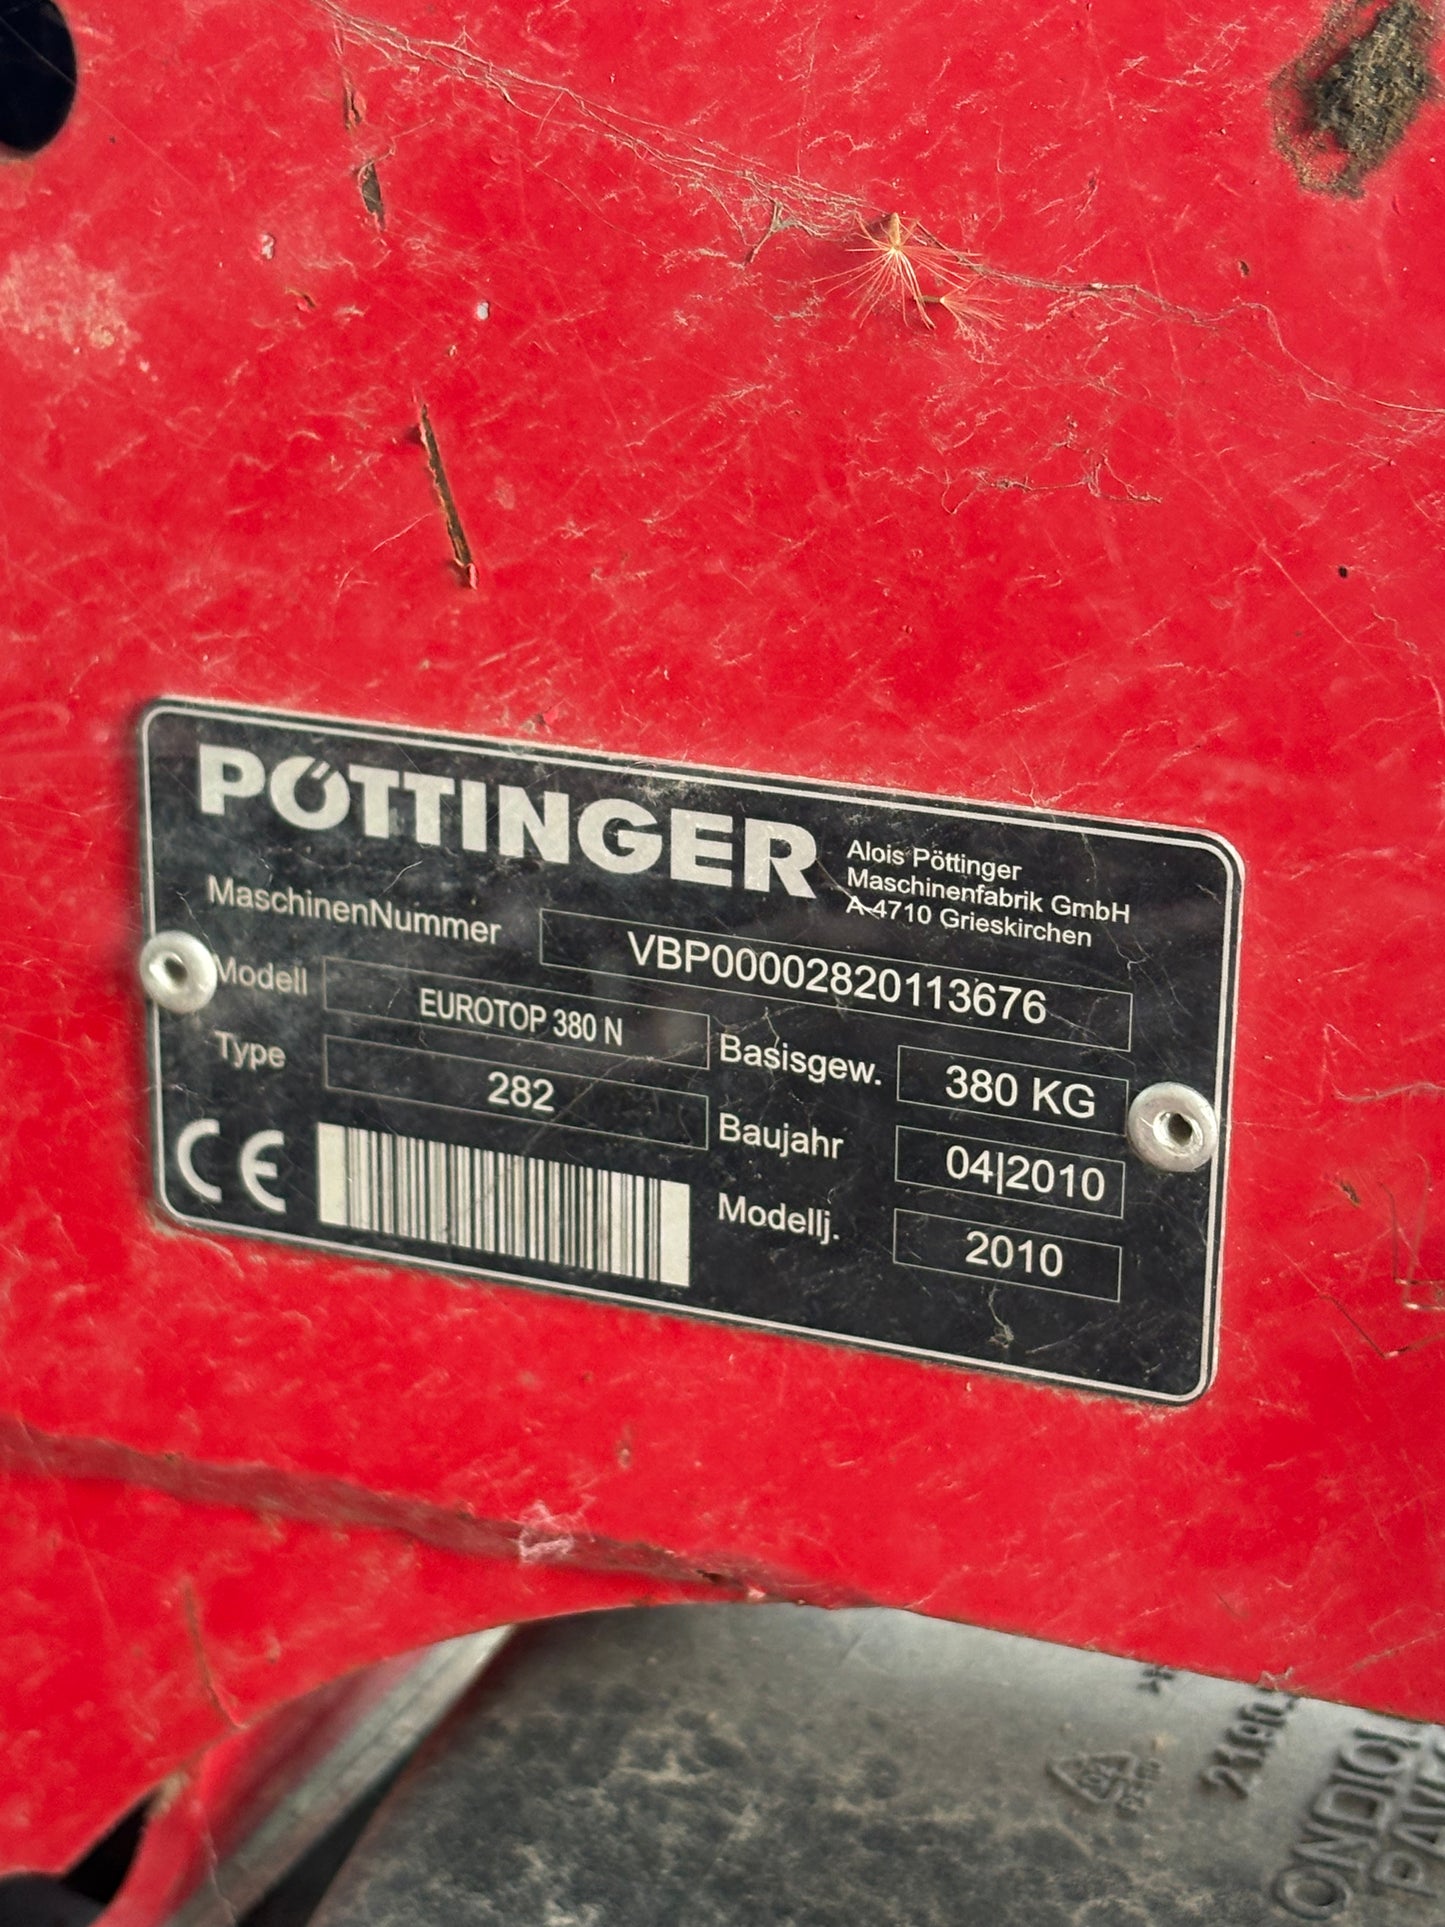 PÖTTINGER
Alois Pöttinger
Maschinenfabrik GmbH
A-4710 Grieskirchen
MaschinenNummer VBP00002820113676
Modell EUROTOP 380 N
Type 282
Basisgew. 380 KG
Baujahr 04|2010
Modellj. 2010
CE